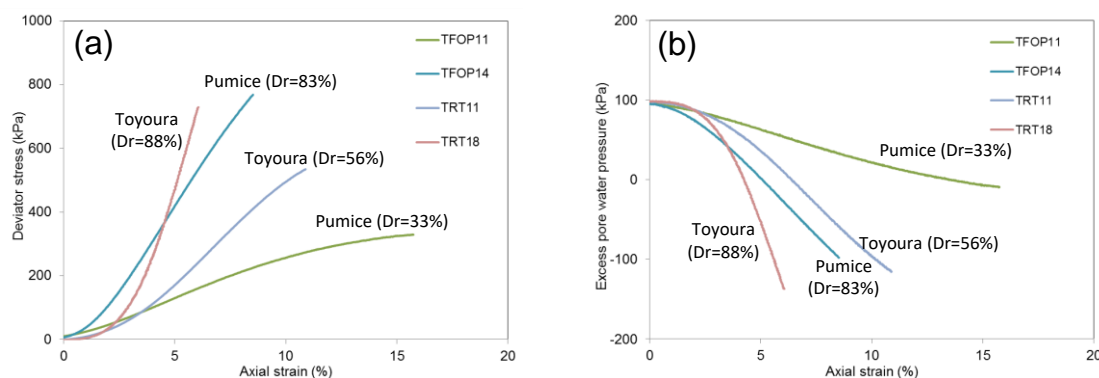 (a)
1000
800
600
400
200
0
Deviator stress (kPa)
0
5
10
15
20
Axial strain (%)
TFOP11
TFOP14
TRT11
TRT18
Pumice (Dr=83%)
Toyoura
(Dr=88%)
Toyoura (Dr=56%)
Pumice (Dr=33%)
(b)
200
100
0
-100
-200
Excess pore water pressure (kPa)
0
5
10
15
20
Axial strain (%)
TFOP11
TFOP14
TRT11
TRT18
Pumice (Dr=33%)
Toyoura
(Dr=88%)
Toyoura (Dr=56%)
Pumice
(Dr=83%)